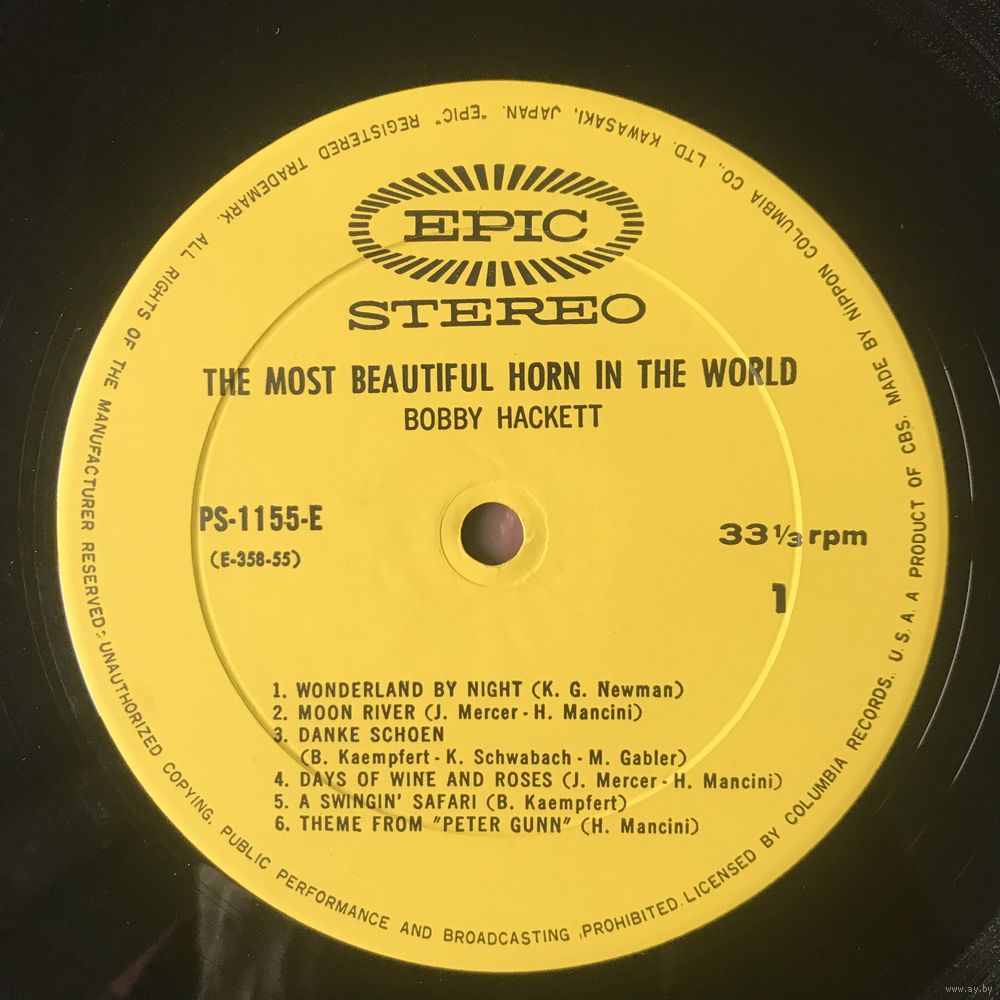 EPIC
STEREO
THE MOST BEAUTIFUL HORN IN THE WORLD
BOBBY HACKETT
PS-1155-E
(E-358-55)
33 1/3 rpm
1
1. WONDERLAND BY NIGHT (K. G. Newman)
2. MOON RIVER (J. Mercer - H. Mancini)
3. DANKE SCHOEN
(B. Kaempfert - K. Schwabach - M. Gabler)
4. DAYS OF WINE AND ROSES (J. Mercer - H. Mancini)
5. A SWINGIN' SAFARI (B. Kaempfert)
6. THEME FROM "PETER GUNN" (H. Mancini)
ALL RIGHTS OF THE MANUFACTURER RESERVED: UNAUTHORIZED COPYING, PUBLIC PERFORMANCE AND BROADCASTING ,PROHIBITED. LICENSED BY COLUMBIA RECORDS, U.S.A. A PRODUCT OF CBS. MADE BY NIPPON COLUMBIA CO., LTD. KAWASAKI, JAPAN. "EPIC" REGISTERED TRADEMARK.
www.ay.by